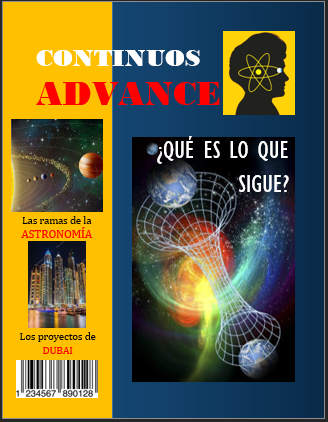 CONTINUOS
ADVANCE
¿QUÉ ES LO QUE
SIGUE?
Las ramas de la
ASTRONOMÍA
Los proyectos de
DUBAI
1 234567 890128